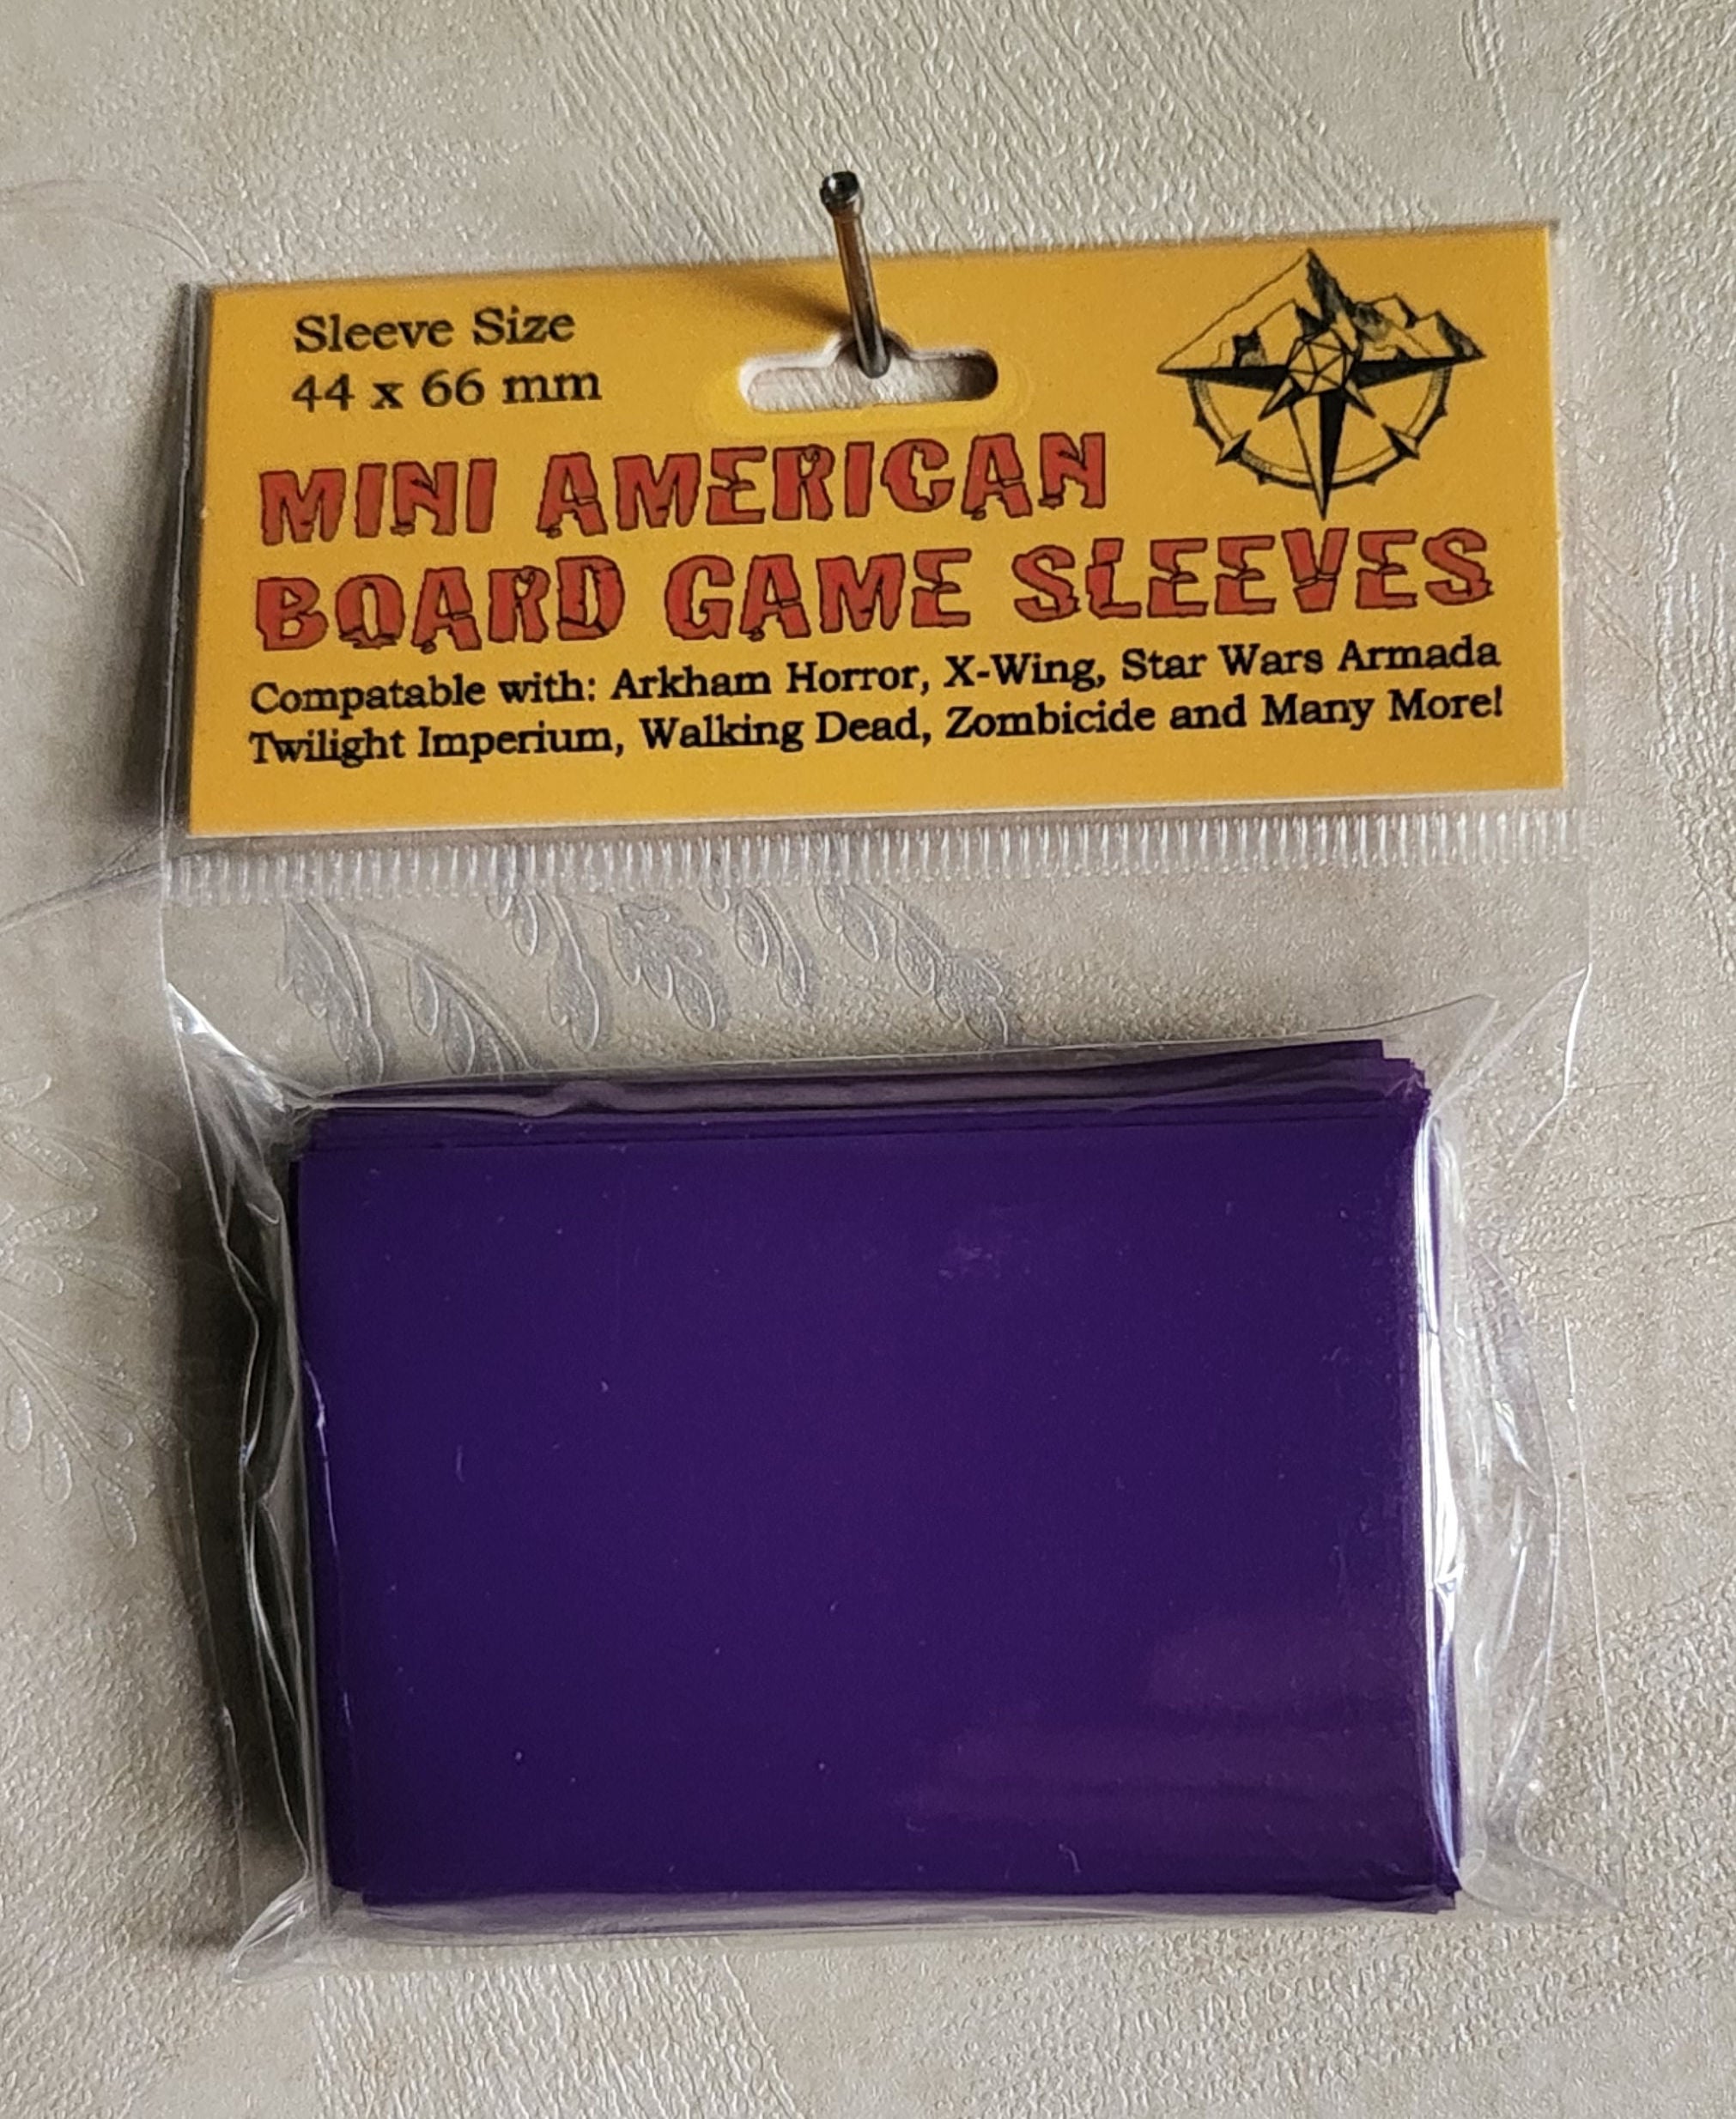 Sleeve Size
44 x 66 mm
MINI AMERICAN
BOARD GAME SLEEVES
Compatable with: Arkham Horror, X-Wing, Star Wars Armada
Twilight Imperium, Walking Dead, Zombicide and Many More!